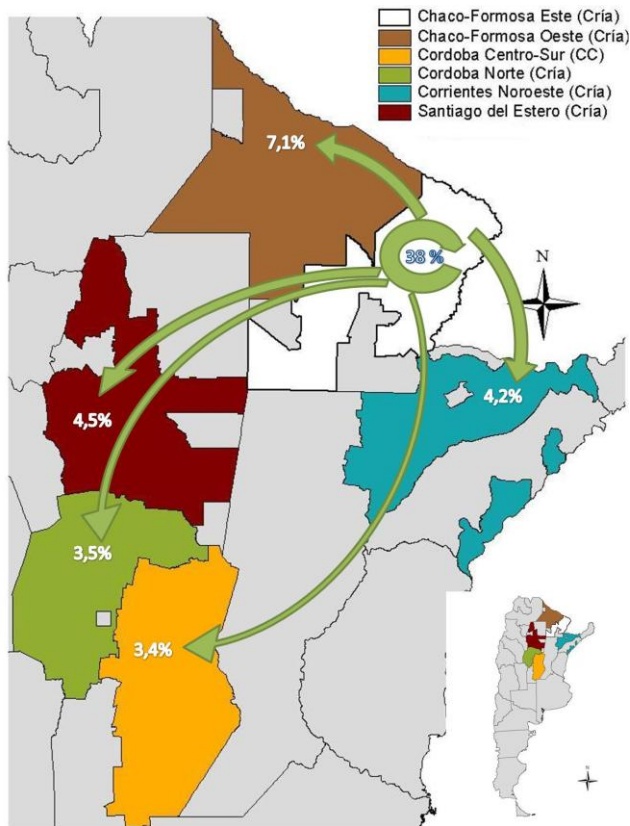 Chaco-Formosa Este (Cría)
Chaco-Formosa Oeste (Cría)
Cordoba Centro-Sur (CC)
Cordoba Norte (Cría)
Corrientes Noroeste (Cría)
Santiago del Estero (Cría)
7,1%
38 %
N
4,5%
4,2%
3,5%
3,4%